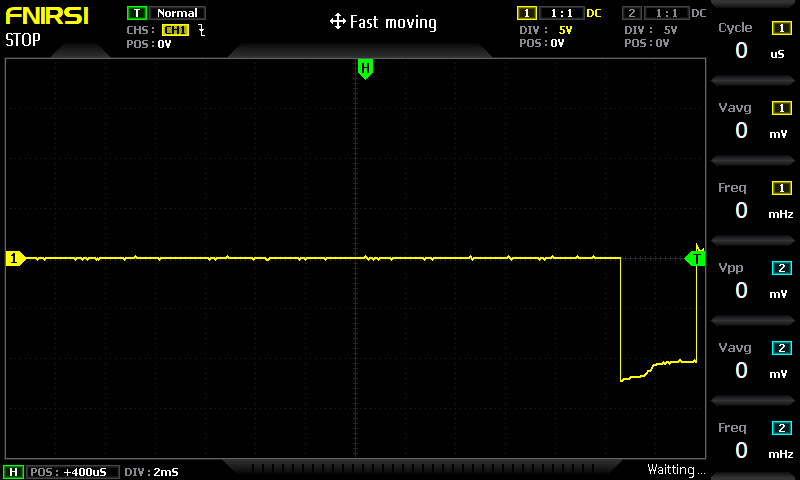 FNIRSI
STOP
T Normal
CHS: CH1
POS:0V
Fast moving
1 1:1 DC
DIV: 5V
POS:0V
2 1:1 DC
DIV: 5V
POS:0V
H
1
T
Cycle 1
0 uS
Vavg 1
0 mV
Freq 1
0 mHz
Vpp 2
0 mV
Vavg 2
0 mV
Freq 2
0 mHz
H POS: +400uS DIV:2mS
Waitting...